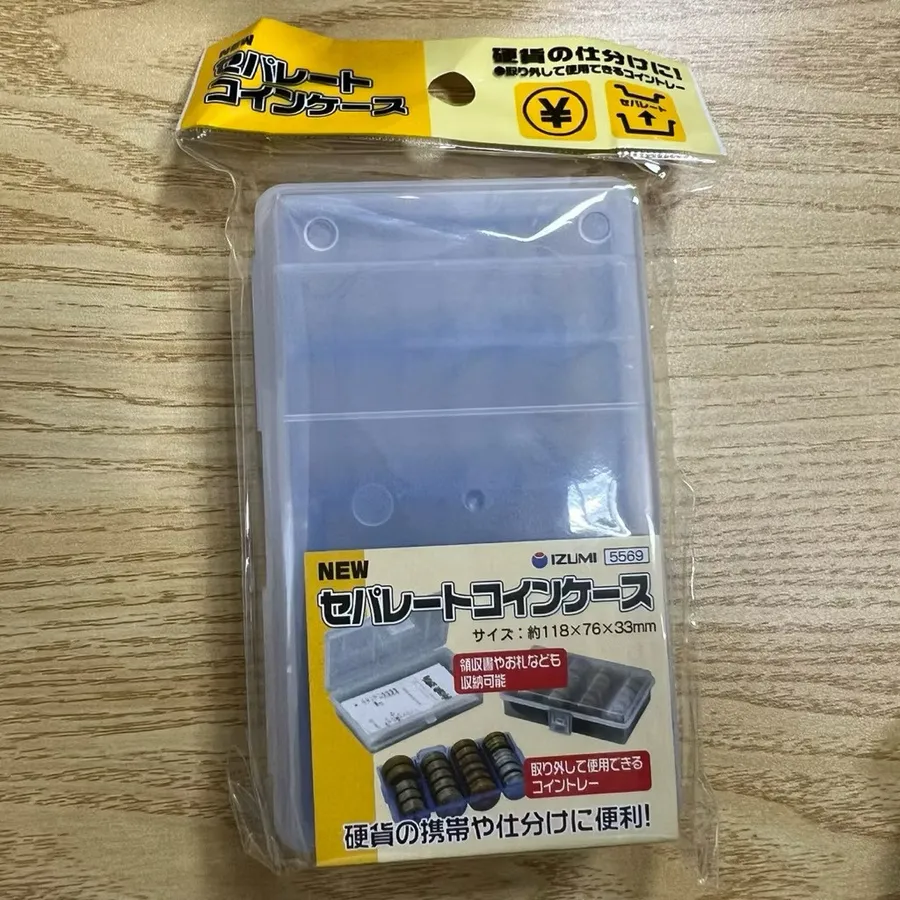 NEW
セパレート
コインケース
硬貨の仕分けに!
●取り外して使用できるコイントレー
¥
セパレート
IZUMI 5569
NEW
セパレートコインケース
サイズ:約118×76×33mm
領収書やお札なども
収納可能
取り外して使用できる
コイントレー
硬貨の携帯や仕分けに便利!